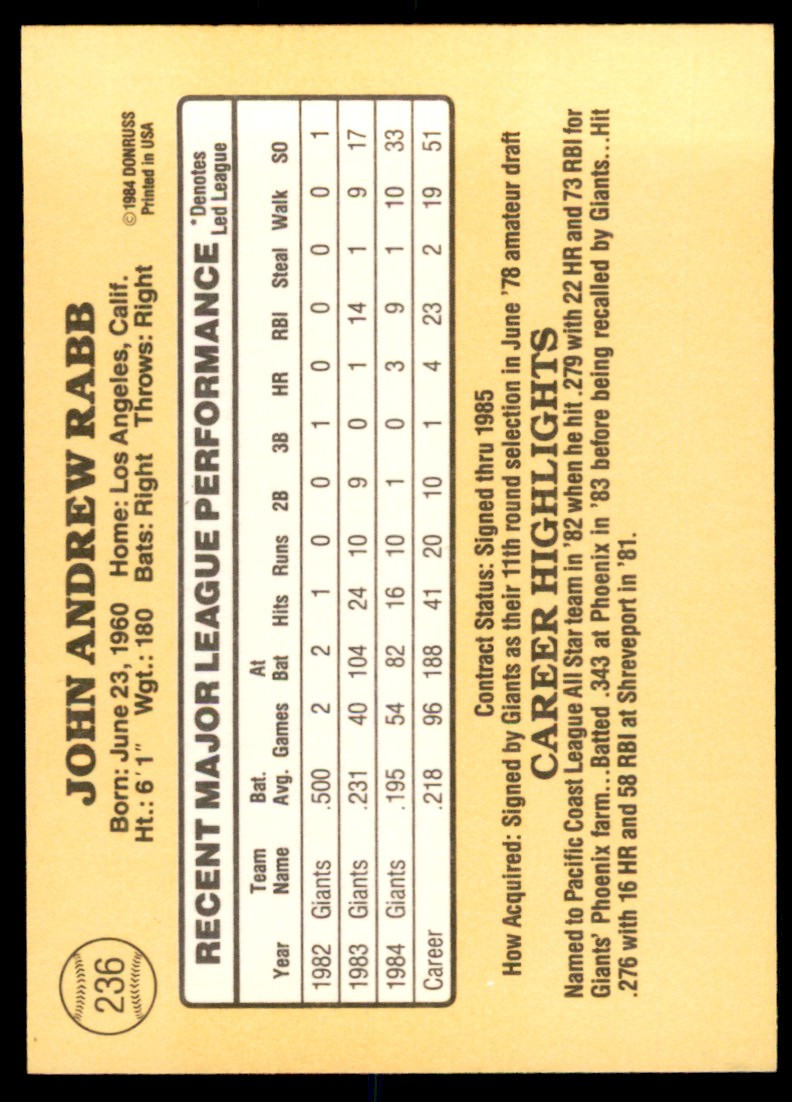 236
JOHN ANDREW RABB
©1984 DONRUSS
Printed in USA
Born: June 23, 1960 Home: Los Angeles, Calif.
Ht.: 6'1" Wgt.: 180 Bats: Right Throws: Right
RECENT MAJOR LEAGUE PERFORMANCE
*Denotes
Led League
Year Team Name Bat. Avg. Games At Bat Hits Runs 2B 3B HR RBI Steal Walk SO
1982 Giants .500 2 2 1 0 0 1 0 0 0 0 1
1983 Giants .231 40 104 24 10 9 0 1 14 1 9 17
1984 Giants .195 54 82 16 10 1 0 3 9 1 10 33
Career .218 96 188 41 20 10 1 4 23 2 19 51
Contract Status: Signed thru 1985
How Acquired: Signed by Giants as their 11th round selection in June '78 amateur draft
CAREER HIGHLIGHTS
Named to Pacific Coast League All Star team in '82 when he hit .279 with 22 HR and 73 RBI for
Giants' Phoenix farm...Batted .343 at Phoenix in '83 before being recalled by Giants...Hit
.276 with 16 HR and 58 RBI at Shreveport in '81.